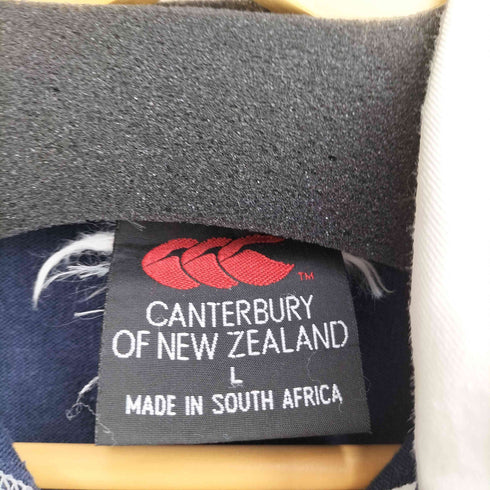 TM
CANTERBURY
OF NEW ZEALAND
L
MADE IN SOUTH AFRICA